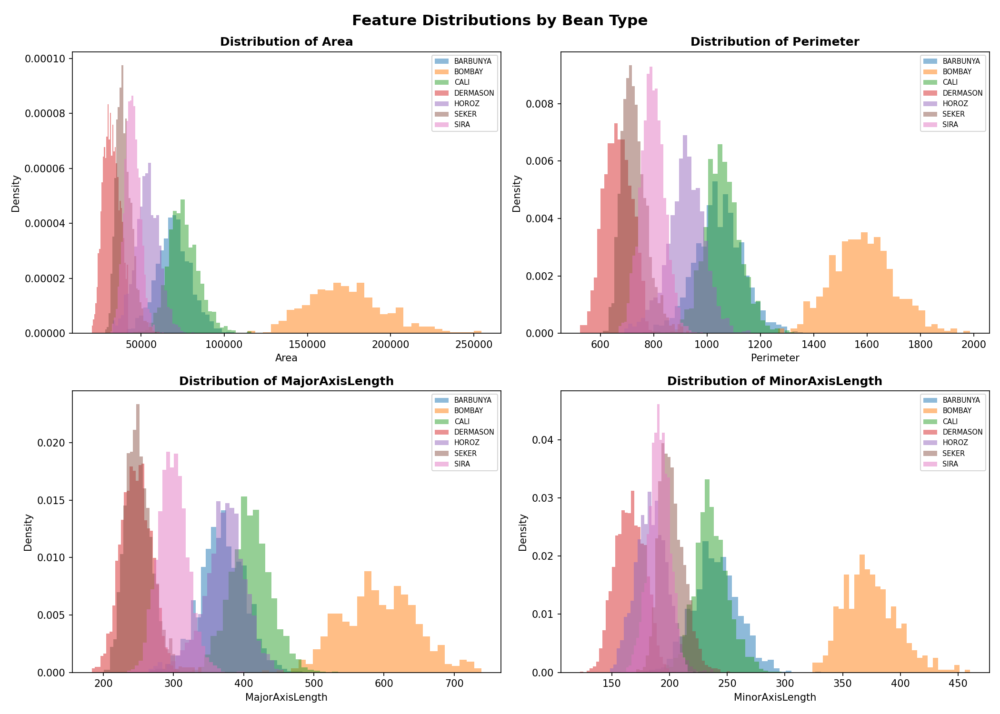 Feature Distributions by Bean Type
Distribution of Area
0.00010
0.00008
0.00006
0.00004
0.00002
0.00000
Density
50000 100000 150000 200000 250000
Area
BARBUNYA
BOMBAY
CALI
DERMASON
HOROZ
SEKER
SIRA
Distribution of Perimeter
0.008
0.006
0.004
0.002
0.000
Density
600 800 1000 1200 1400 1600 1800 2000
Perimeter
BARBUNYA
BOMBAY
CALI
DERMASON
HOROZ
SEKER
SIRA
Distribution of MajorAxisLength
0.020
0.015
0.010
0.005
0.000
Density
200 300 400 500 600 700
MajorAxisLength
BARBUNYA
BOMBAY
CALI
DERMASON
HOROZ
SEKER
SIRA
Distribution of MinorAxisLength
0.04
0.03
0.02
0.01
0.00
Density
150 200 250 300 350 400 450
MinorAxisLength
BARBUNYA
BOMBAY
CALI
DERMASON
HOROZ
SEKER
SIRA